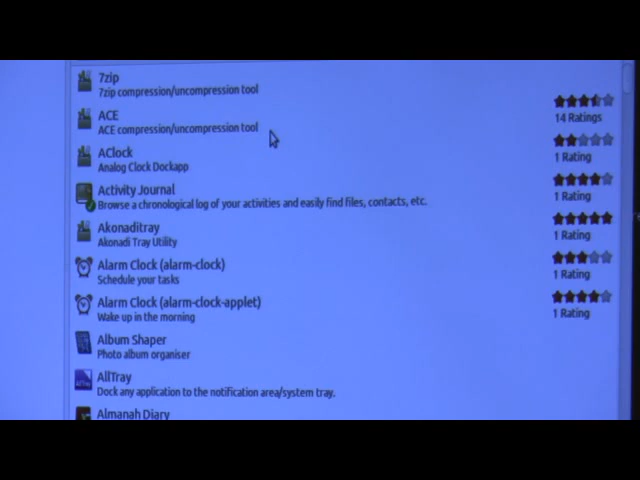 7zip
7zip compression/uncompression tool
14 Ratings
ACE
ACE compression/uncompression tool
1 Rating
AClock
Analog Clock Dockapp
1 Rating
Activity Journal
Browse a chronological log of your activities and easily find files, contacts, etc.
1 Rating
Akonaditray
Akonadi Tray Utility
1 Rating
Alarm Clock (alarm-clock)
Schedule your tasks
1 Rating
Alarm Clock (alarm-clock-applet)
Wake up in the morning
Album Shaper
Photo album organiser
AllTray
Dock any application to the notification area/system tray.
Almanah Diary